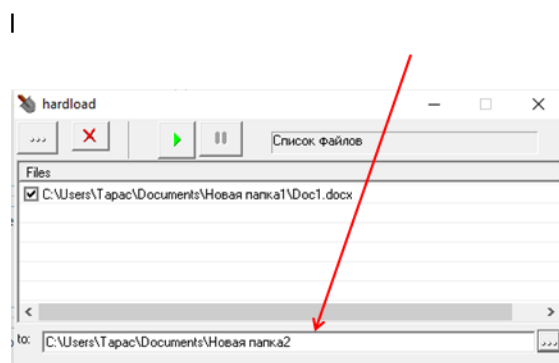 hardload
...
Список файлов
Files
C:\Users\Тарас\Documents\Новая папка1\Doc1.docx
to:
C:\Users\Тарас\Documents\Новая папка2
...